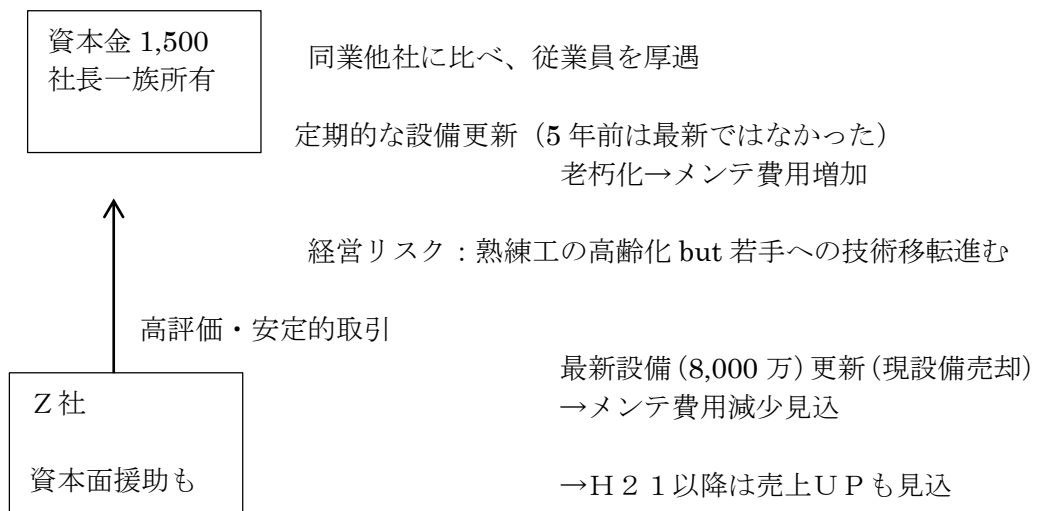 資本金 1,500
社長一族所有
同業他社に比べ、従業員を厚遇
定期的な設備更新（5 年前は最新ではなかった）
老朽化→メンテ費用増加
経営リスク：熟練工の高齢化 but 若手への技術移転進む
高評価・安定的取引
最新設備（8,000 万）更新（現設備売却）
→メンテ費用減少見込
→Ｈ２１以降は売上ＵＰも見込
Ｚ社
資本面援助も